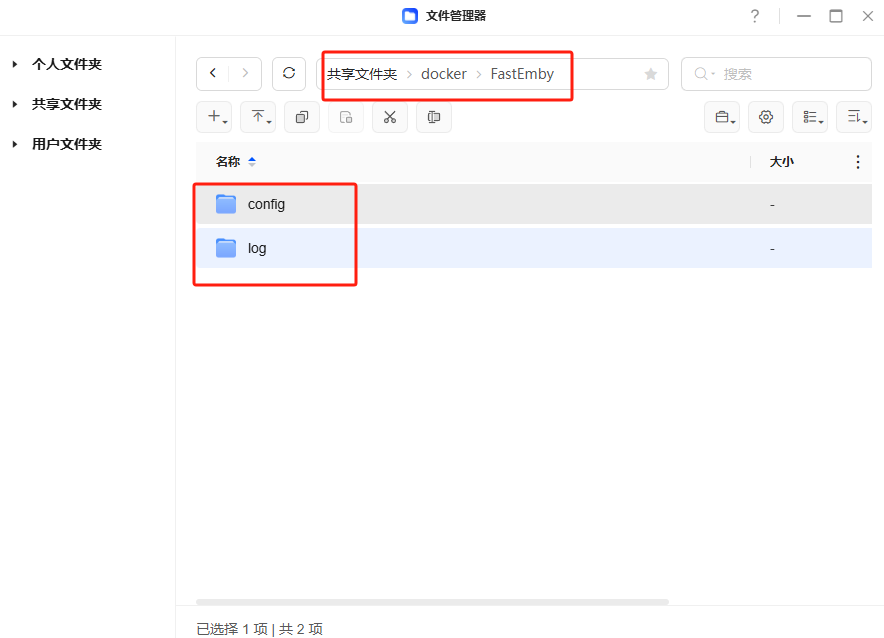 文件管理器
?
个人文件夹
共享文件夹
用户文件夹
共享文件夹 > docker > FastEmby
搜索
名称 大小
config -
log -
已选择 1 项 | 共 2 项